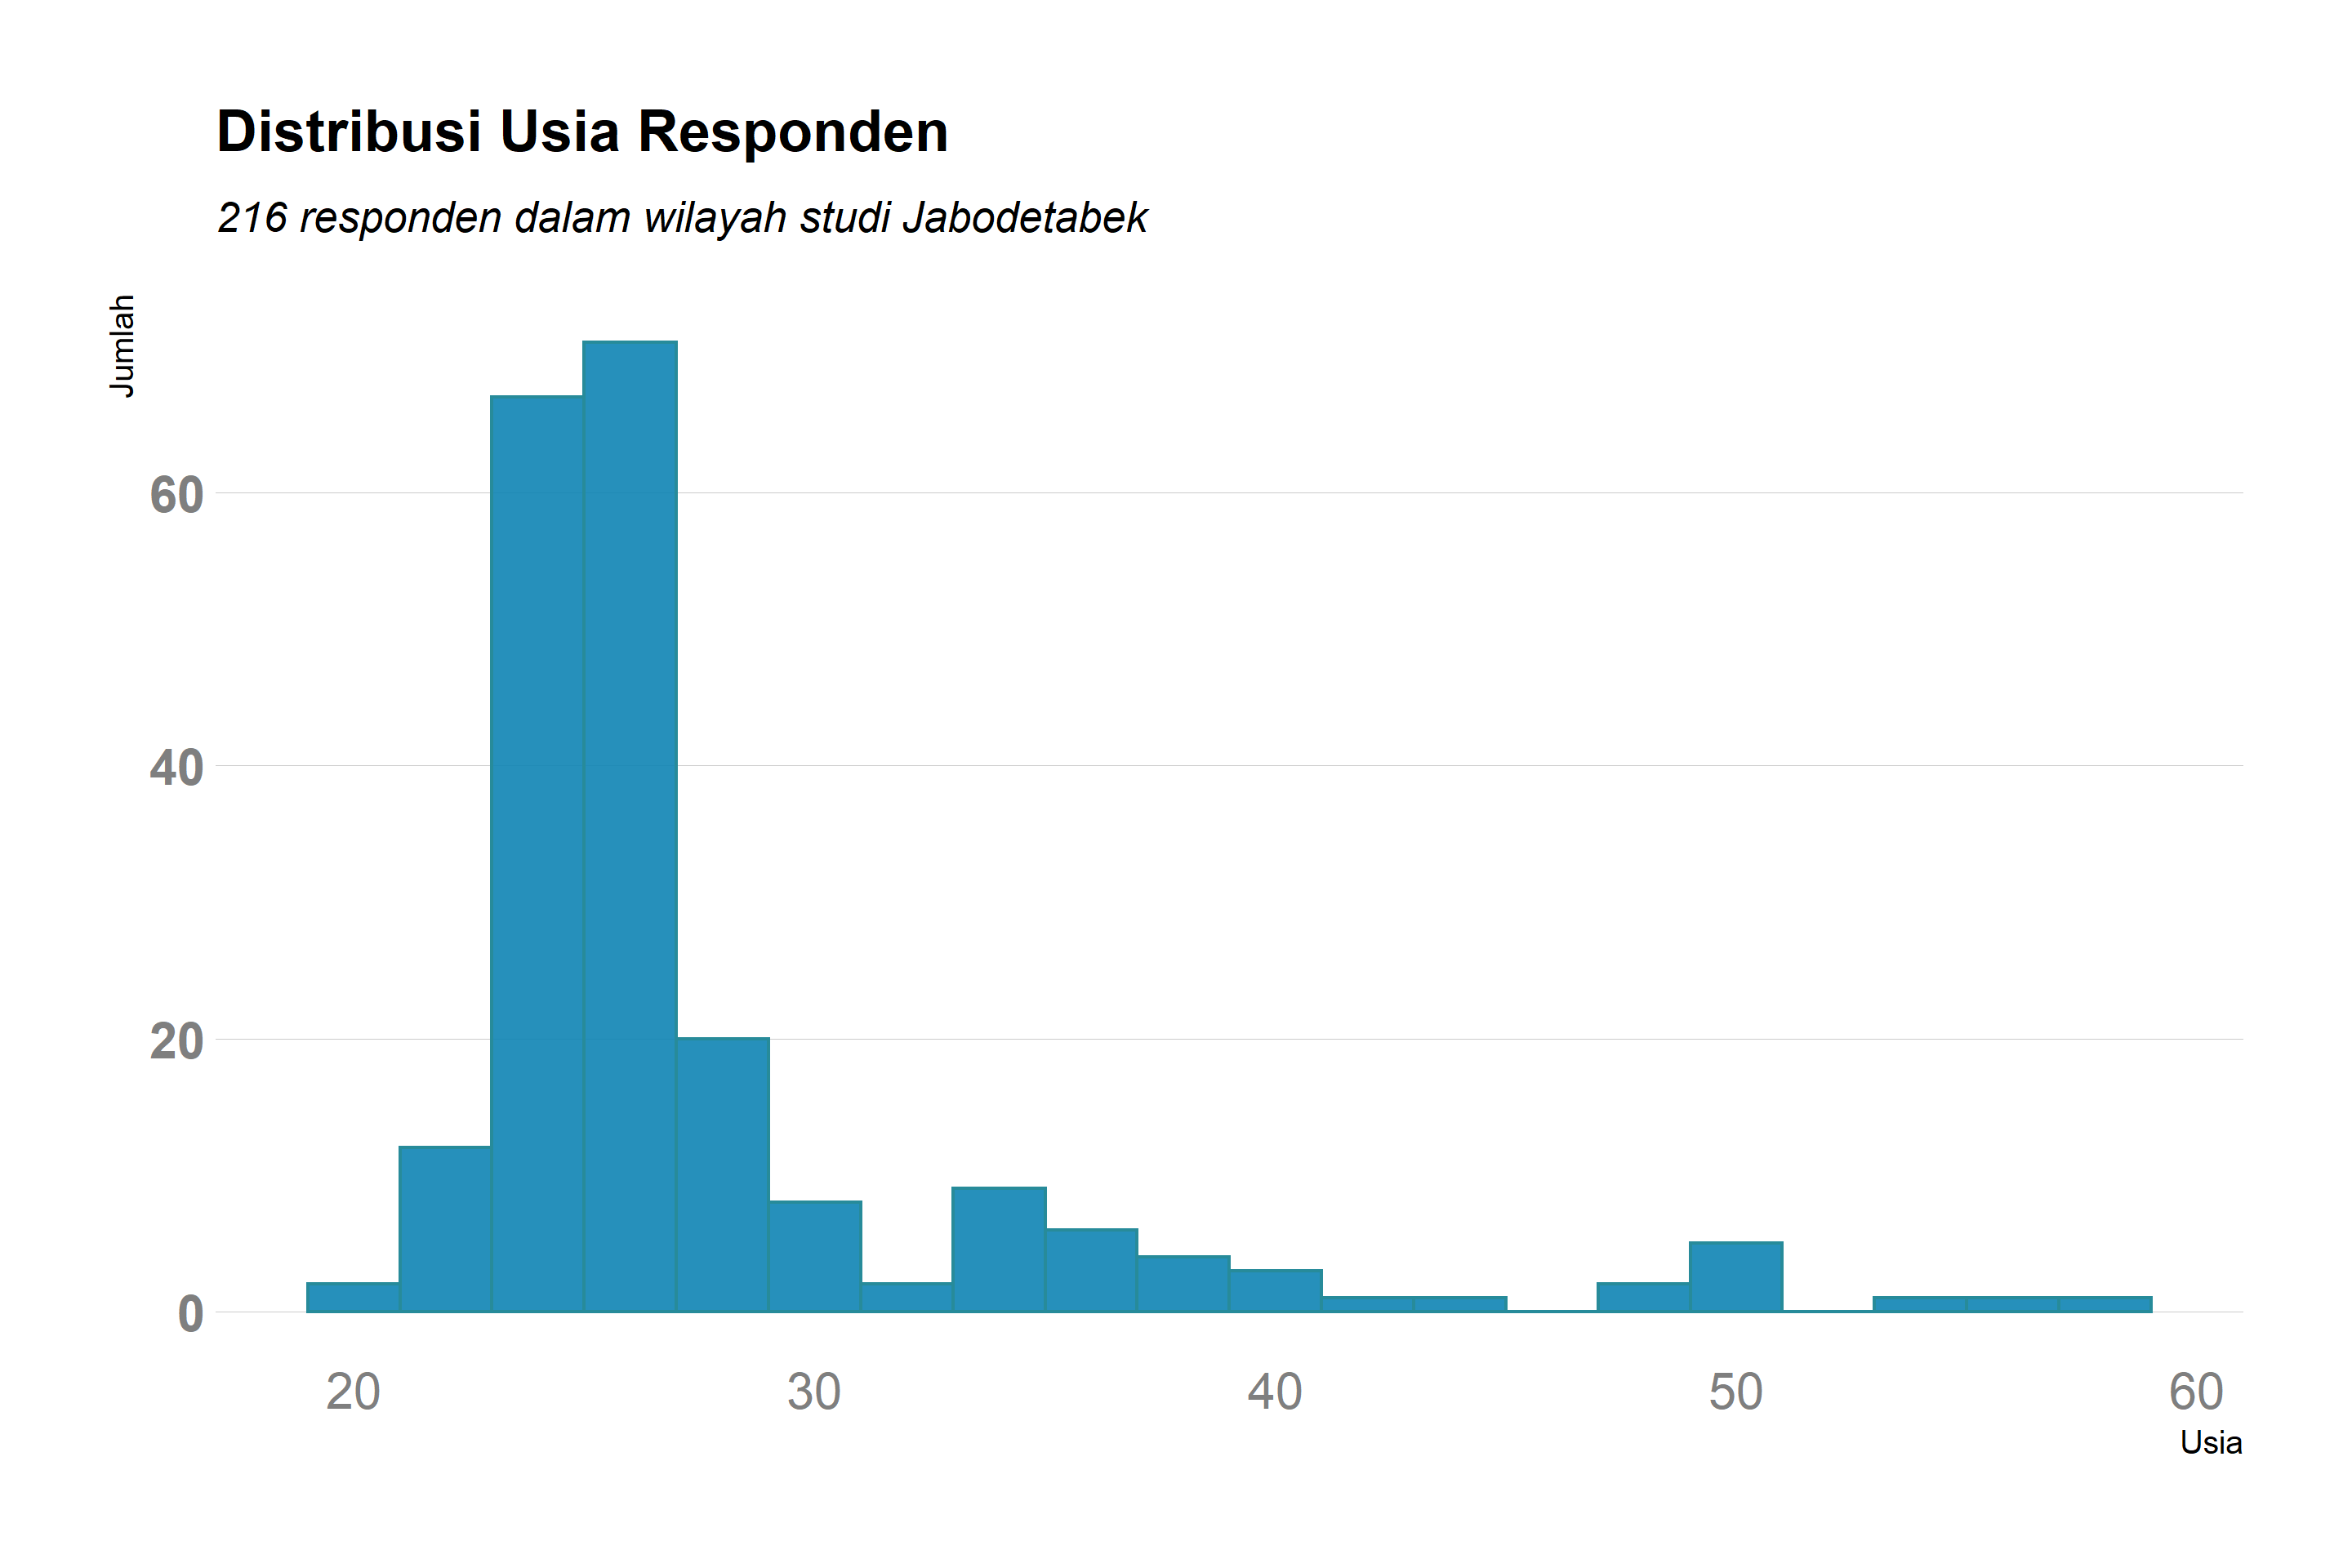 Distribusi Usia Responden
216 responden dalam wilayah studi Jabodetabek
Jumlah
60
40
20
0
20 30 40 50 60
Usia